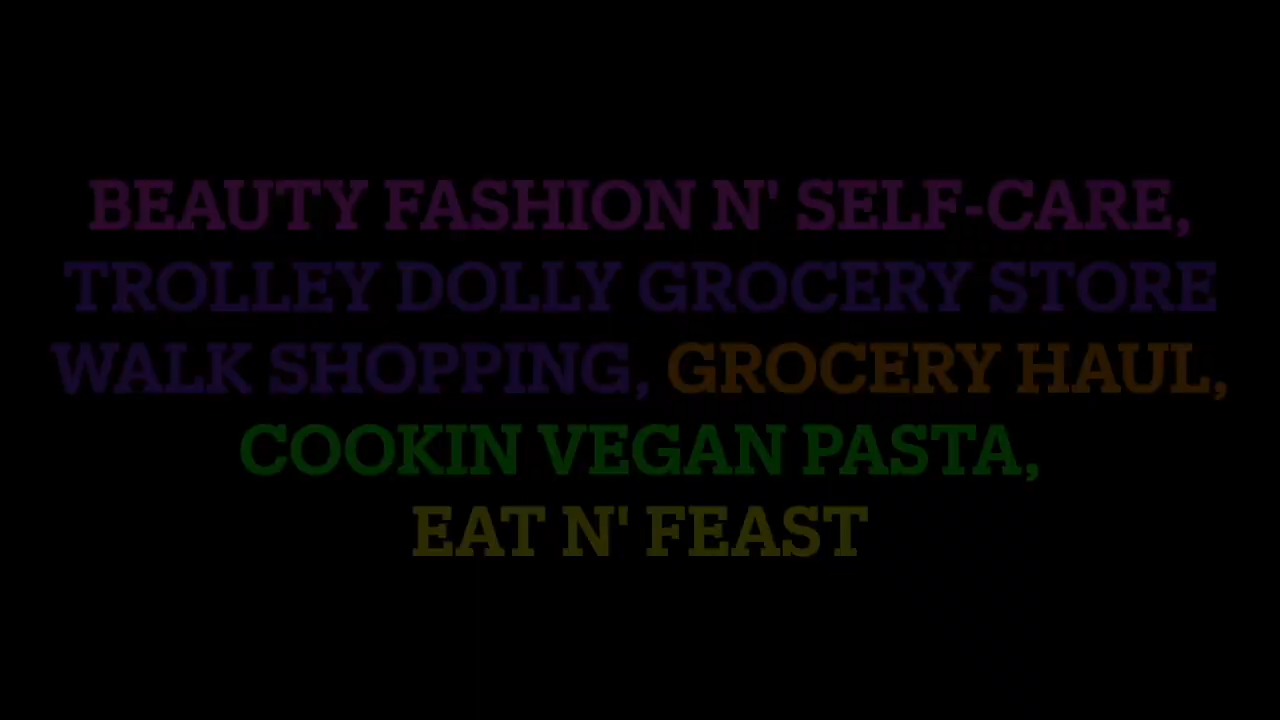 BEAUTY FASHION N' SELF-CARE,
TROLLEY DOLLY GROCERY STORE
WALK SHOPPING, GROCERY HAUL,
COOKIN VEGAN PASTA,
EAT N' FEAST